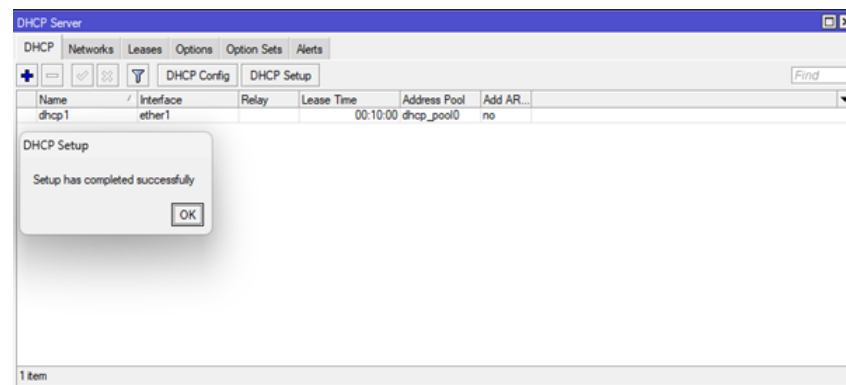 DHCP Server
DHCP Networks Leases Options Option Sets Alerts
DHCP Config DHCP Setup Find
Name / Interface Relay Lease Time Address Pool Add AR...
dhcp1 ether1 00:10:00 dhcp_pool0 no
DHCP Setup
Setup has completed successfully
OK
1 item